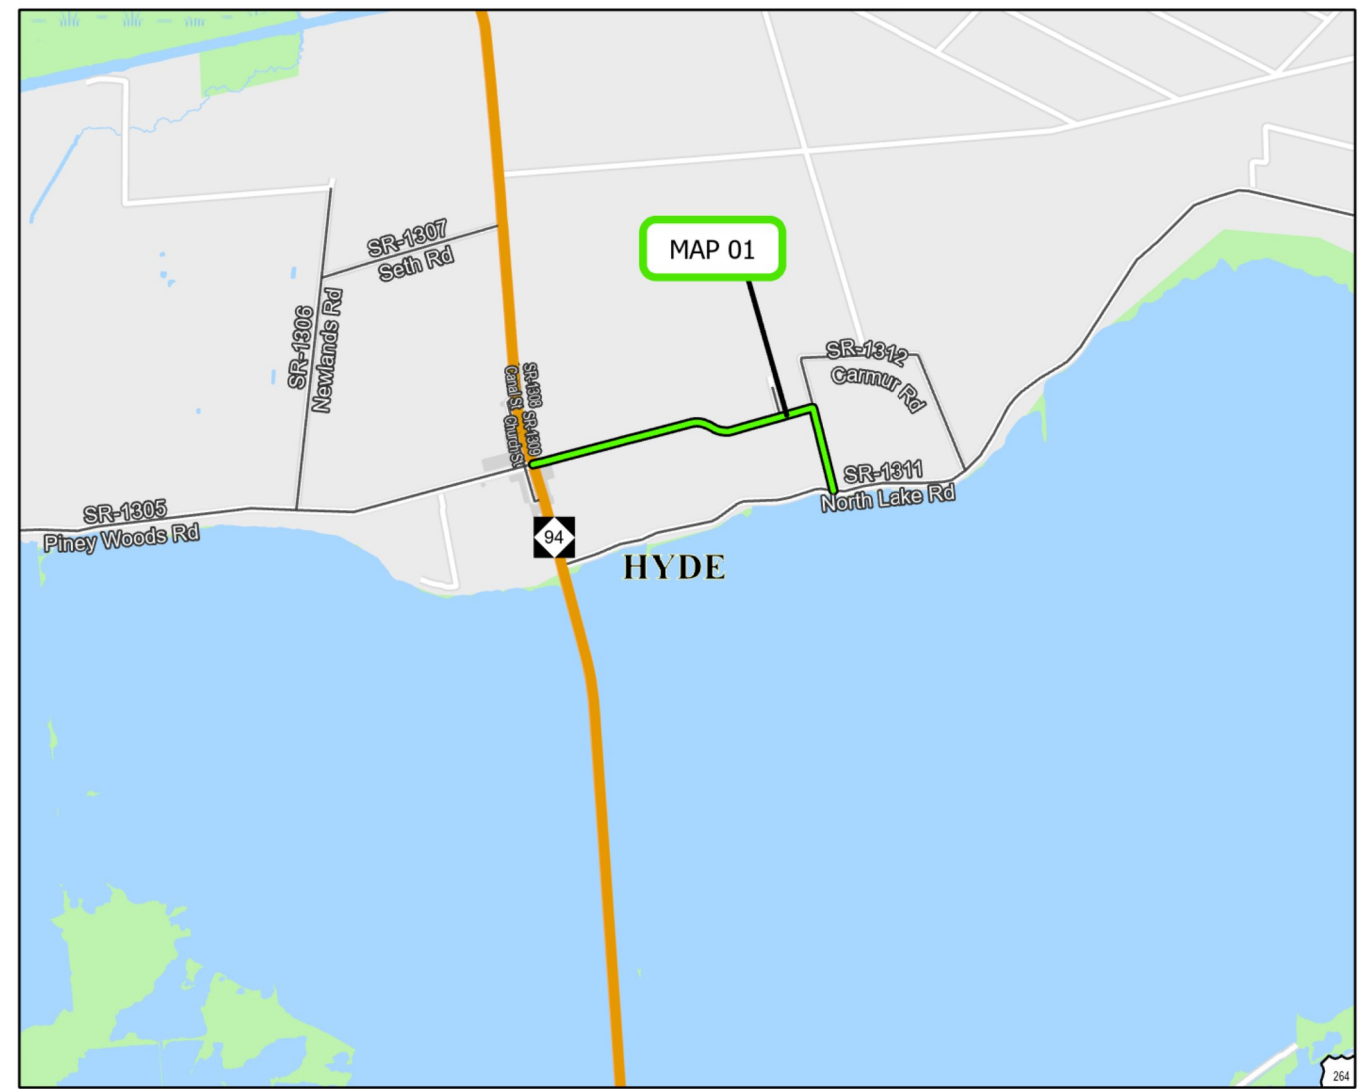 SR-1307
Seth Rd
MAP 01
SR-1306
Newlands Rd
SR-1308 SR-1309
Canal St Church St
SR-1312
Carmur Rd
SR-1311
North Lake Rd
SR-1305
Piney Woods Rd
94
HYDE
264